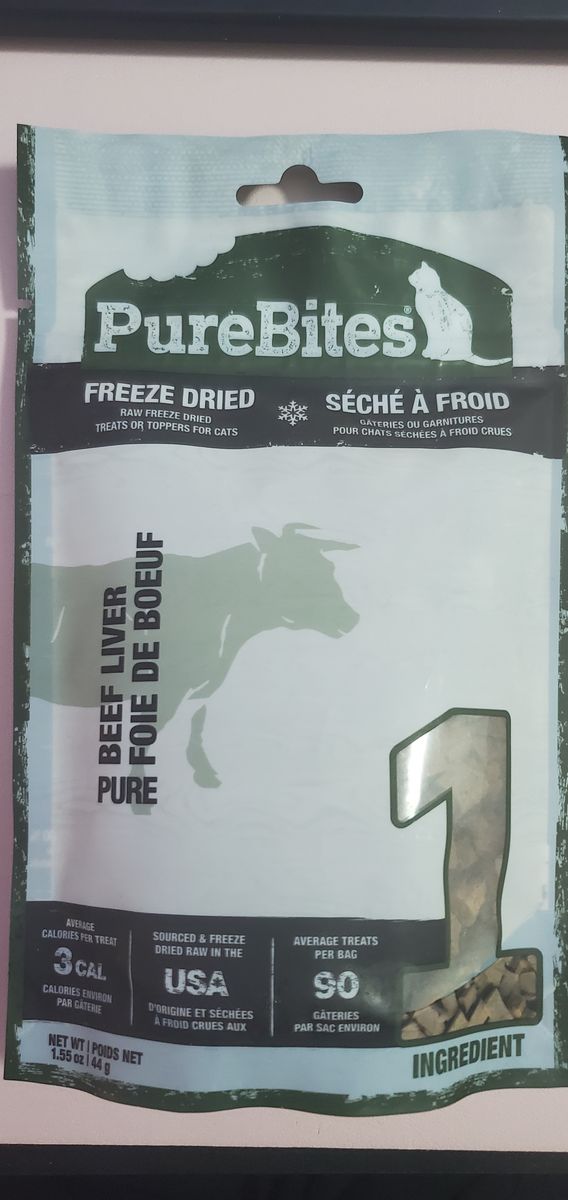 PureBites®
FREEZE DRIED
RAW FREEZE DRIED
TREATS OR TOPPERS FOR CATS
SÉCHÉ À FROID
GÂTERIES OU GARNITURES
POUR CHATS SÉCHÉES À FROID CRUES
PURE BEEF LIVER
FOIE DE BOEUF
AVERAGE
CALORIES PER TREAT
3 CAL
CALORIES ENVIRON
PAR GÂTERIE
SOURCED & FREEZE
DRIED RAW IN THE
USA
D'ORIGINE ET SÉCHÉES
À FROID CRUES AUX
AVERAGE TREATS
PER BAG
90
GÂTERIES
PAR SAC ENVIRON
1
INGREDIENT
NET WT | POIDS NET
1.55 oz | 44 g